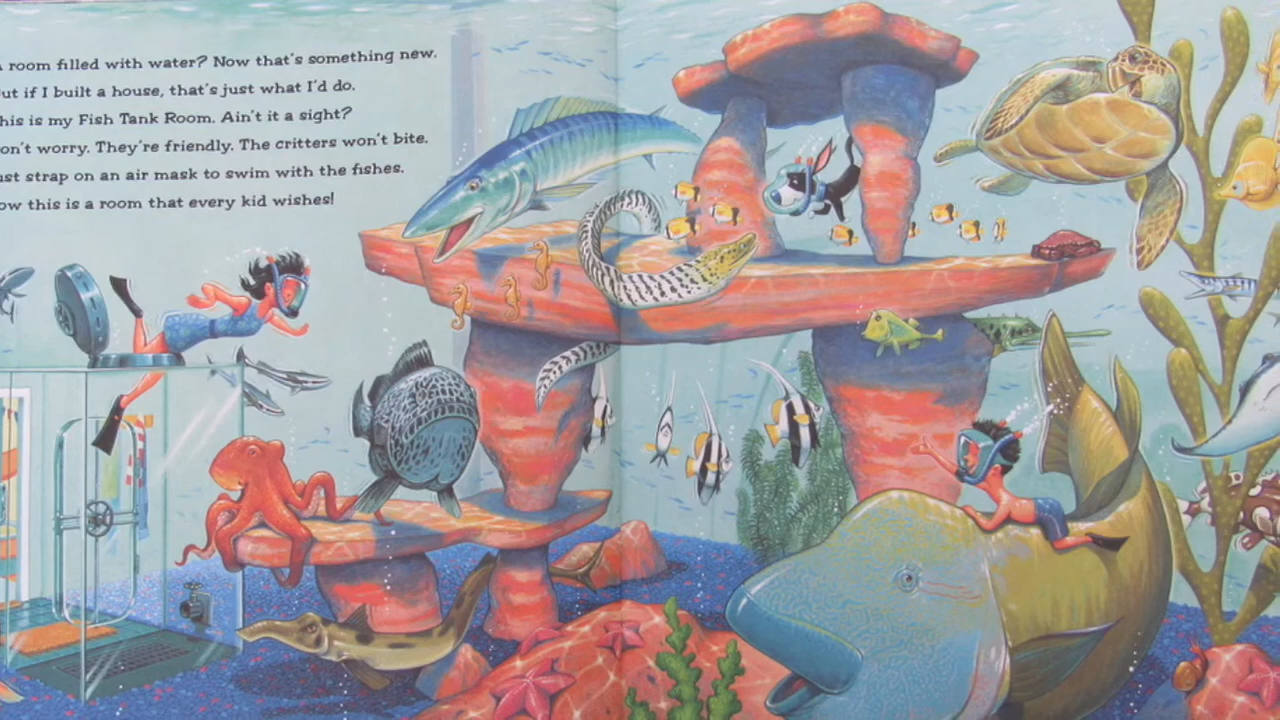 A room filled with water? Now that's something new.
ut if I built a house, that's just what I'd do.
his is my Fish Tank Room. Ain't it a sight?
on't worry. They're friendly. The critters won't bite.
ust strap on an air mask to swim with the fishes.
ow this is a room that every kid wishes!